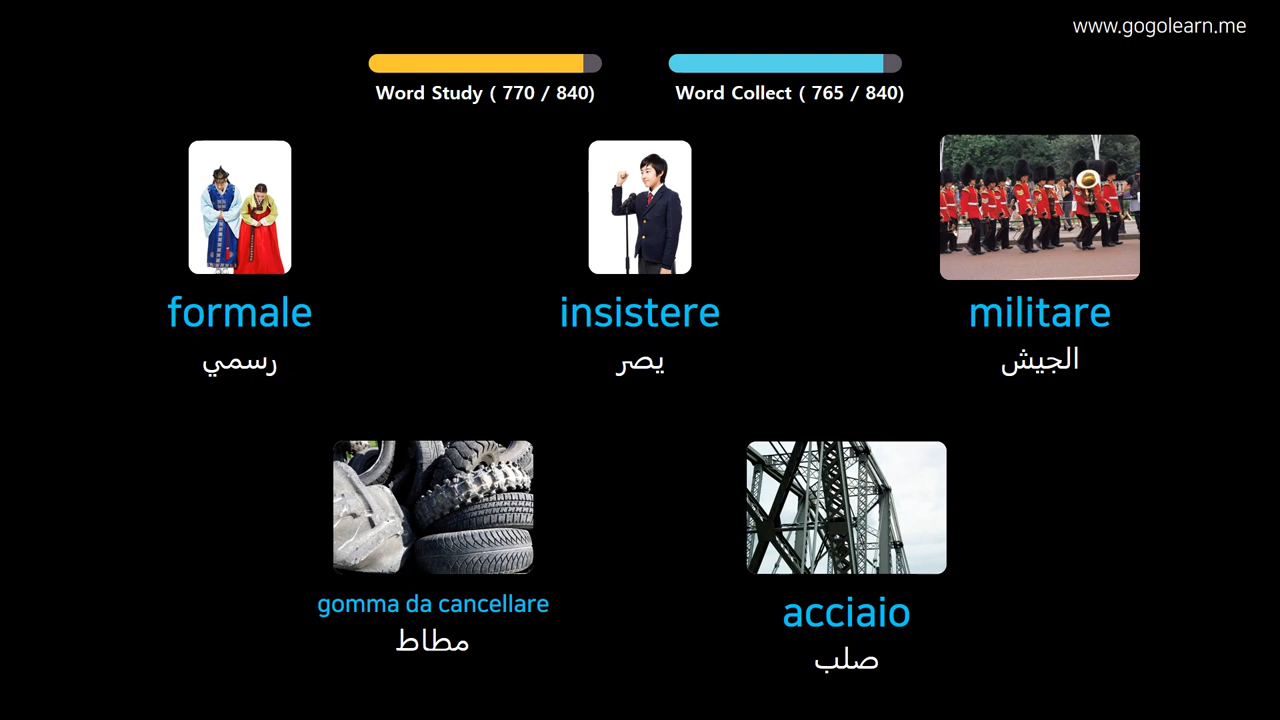 www.gogolearn.me
Word Study ( 770 / 840)
Word Collect ( 765 / 840)
formale
رسمي
insistere
يصر
militare
الجيش
gomma da cancellare
مطاط
acciaio
صلب